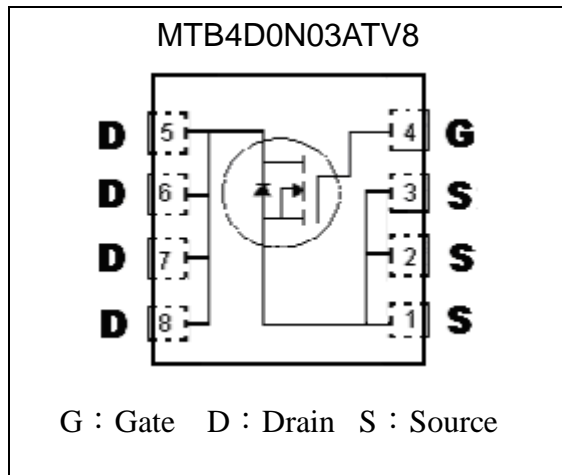 MTB4D0N03ATV8
D 5 4 G
D 6 3 S
D 7 2 S
D 8 1 S
G：Gate D：Drain S：Source